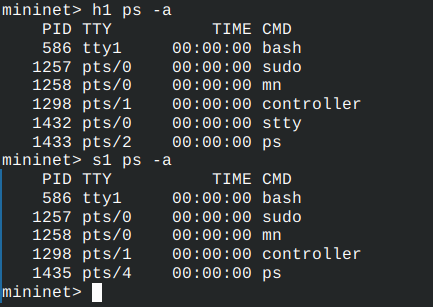 mininet> h1 ps -a
    PID TTY          TIME CMD
    586 tty1     00:00:00 bash
   1257 pts/0    00:00:00 sudo
   1258 pts/0    00:00:00 mn
   1298 pts/1    00:00:00 controller
   1432 pts/0    00:00:00 stty
   1433 pts/2    00:00:00 ps
mininet> s1 ps -a
    PID TTY          TIME CMD
    586 tty1     00:00:00 bash
   1257 pts/0    00:00:00 sudo
   1258 pts/0    00:00:00 mn
   1298 pts/1    00:00:00 controller
   1435 pts/4    00:00:00 ps
mininet>